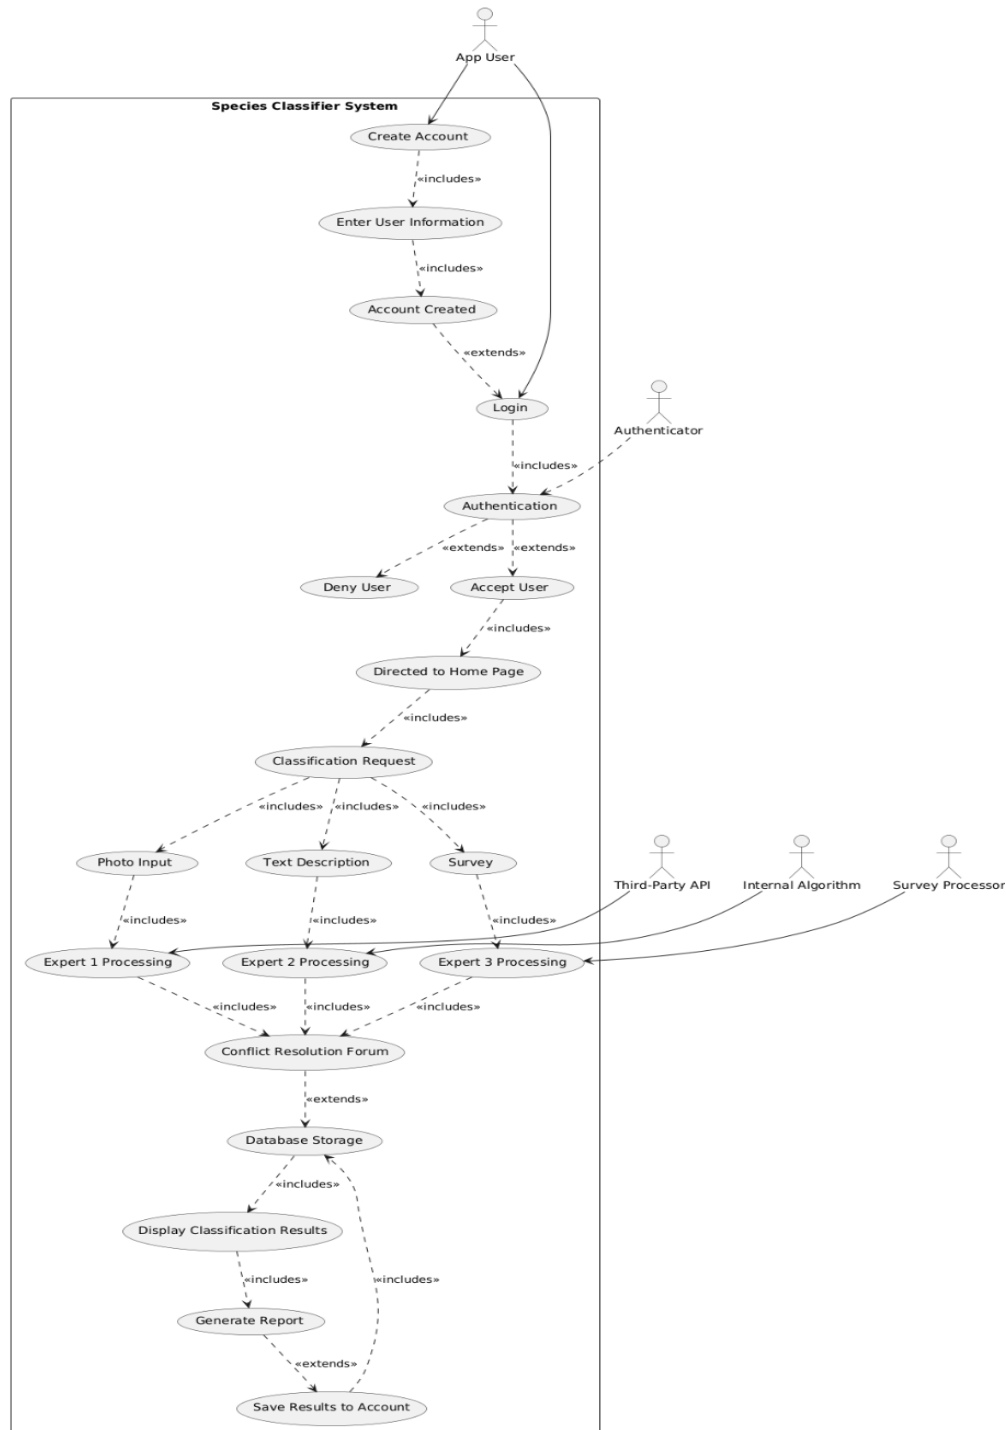 App User
Species Classifier System
Create Account
«includes»
Enter User Information
«includes»
Account Created
«extends»
Login
Authenticator
«includes»
Authentication
«extends»
«extends»
Deny User
Accept User
«includes»
Directed to Home Page
«includes»
Classification Request
«includes»
«includes»
«includes»
Photo Input
Text Description
Survey
Third-Party API
Internal Algorithm
Survey Processor
«includes»
«includes»
«includes»
Expert 1 Processing
Expert 2 Processing
Expert 3 Processing
«includes»
«includes»
«includes»
Conflict Resolution Forum
«extends»
Database Storage
«includes»
Display Classification Results
«includes»
«includes»
Generate Report
«extends»
Save Results to Account